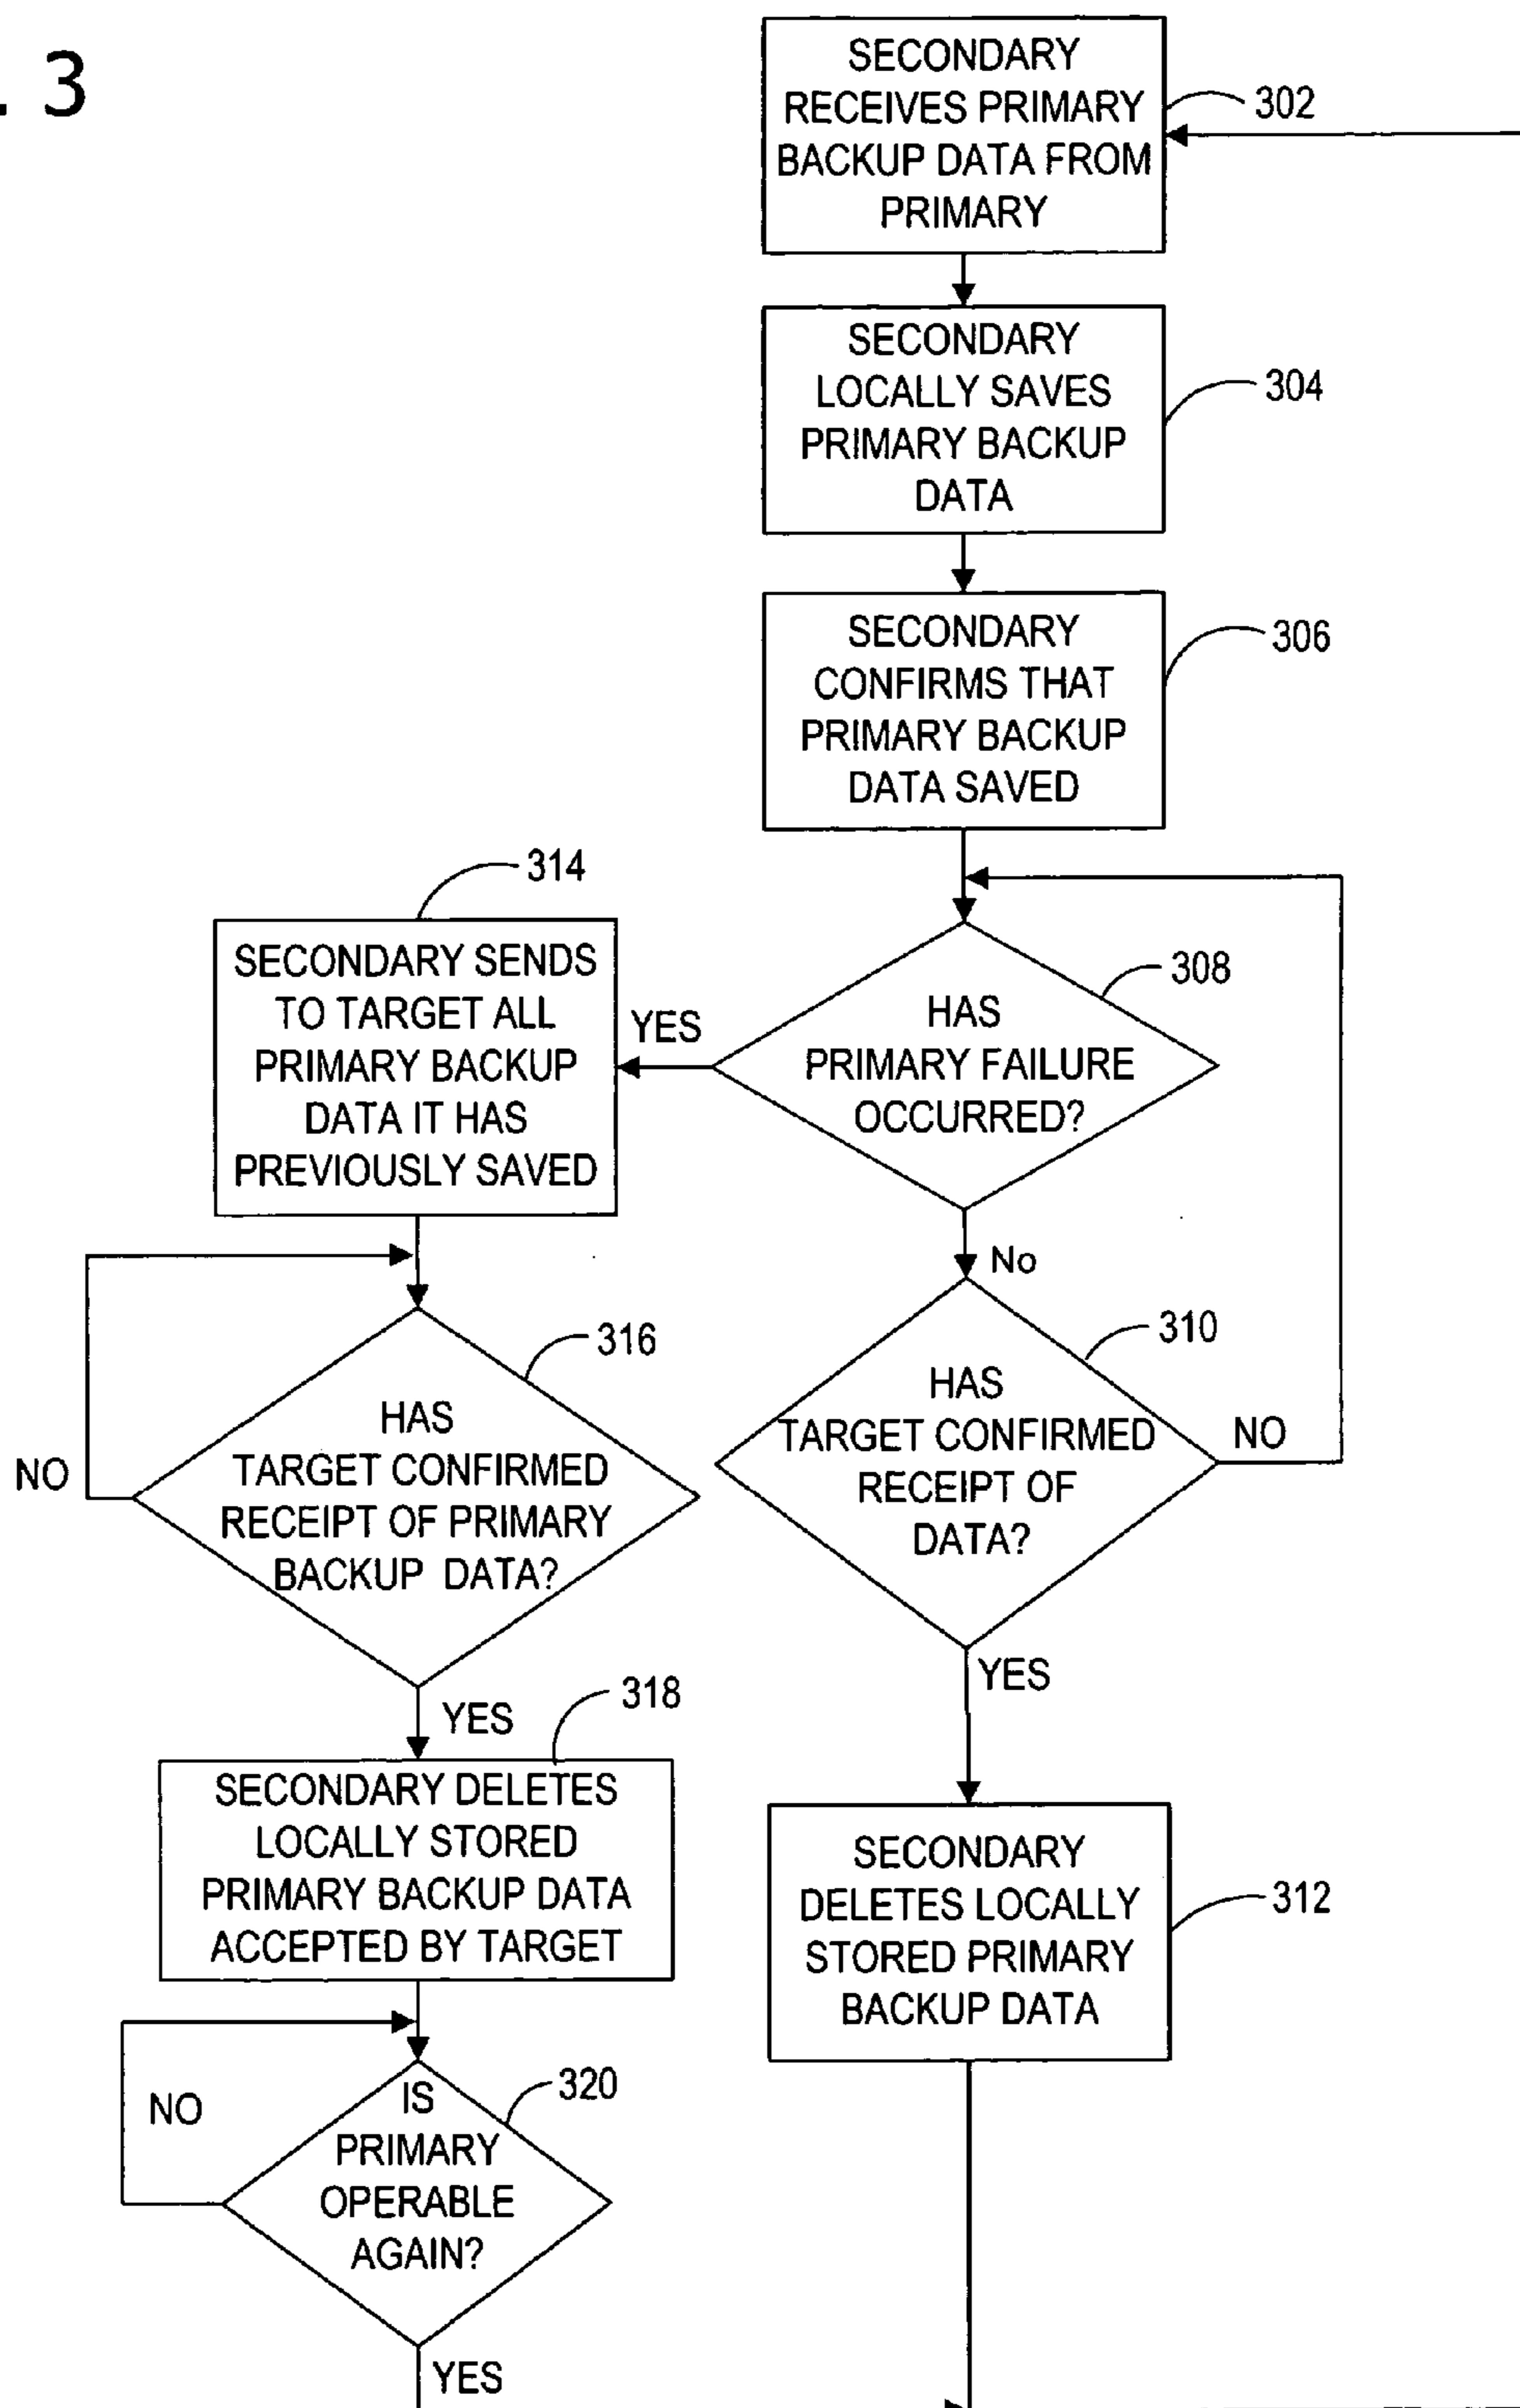 . 3
SECONDARY
RECEIVES PRIMARY
BACKUP DATA FROM
PRIMARY
302
SECONDARY
LOCALLY SAVES
PRIMARY BACKUP
DATA
304
SECONDARY
CONFIRMS THAT
PRIMARY BACKUP
DATA SAVED
306
HAS
PRIMARY FAILURE
OCCURRED?
308
YES
No
314
SECONDARY SENDS
TO TARGET ALL
PRIMARY BACKUP
DATA IT HAS
PREVIOUSLY SAVED
HAS
TARGET CONFIRMED
RECEIPT OF
DATA?
310
NO
YES
316
HAS
TARGET CONFIRMED
RECEIPT OF PRIMARY
BACKUP DATA?
NO
YES
318
SECONDARY DELETES
LOCALLY STORED
PRIMARY BACKUP DATA
ACCEPTED BY TARGET
SECONDARY
DELETES LOCALLY
STORED PRIMARY
BACKUP DATA
312
IS
PRIMARY
OPERABLE
AGAIN?
320
NO
YES